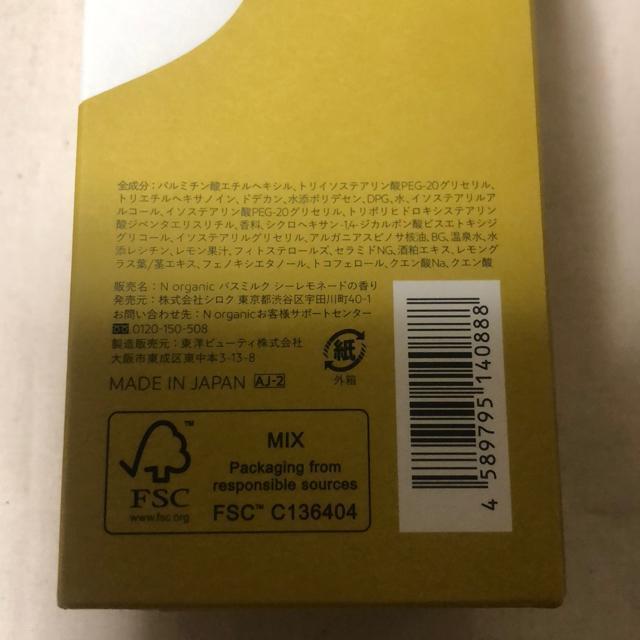 全成分:パルミチン酸エチルヘキシル、トリイソステアリン酸PEG-20グリセリル、
トリエチルヘキサノイン、ドデカン、水添ポリデセン、DPG、水、イソステアリルア
ルコール、イソステアリン酸PEG-20グリセリル、トリポリヒドロキシステアリン
酸ジペンタエリスリチル、香料、シクロヘキサン-1,4-ジカルボン酸ビスエトキシジ
グリコール、イソステアリルグリセリル、アルガニアスピノサ核油、BG、温泉水、水
添レシチン、レモン果汁、フィトステロールズ、セラミドNG、酒粕エキス、レモングラ
ス葉/茎エキス、フェノキシエタノール、トコフェロール、クエン酸Na、クエン酸
販売名:N organic バスミルク シーレモネードの香り
発売元:株式会社シロク 東京都渋谷区宇田川町40-1
お問い合わせ先:N organicお客様サポートセンター
0120-150-508
製造販売元:東洋ビューティ株式会社
大阪市東成区東中本3-13-8
MADE IN JAPAN AJ-2
紙
外箱
FSC
www.fsc.org
MIX
Packaging from
responsible sources
FSC™ C136404
4 589795 140888